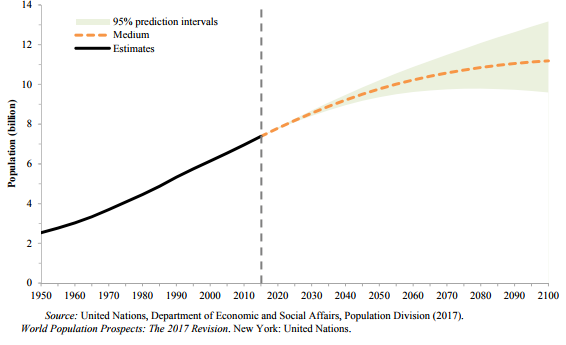 14
12
10
8
6
4
2
0
Population (billion)
95% prediction intervals
Medium
Estimates
1950 1960 1970 1980 1990 2000 2010 2020 2030 2040 2050 2060 2070 2080 2090 2100
Source: United Nations, Department of Economic and Social Affairs, Population Division (2017).
World Population Prospects: The 2017 Revision. New York: United Nations.